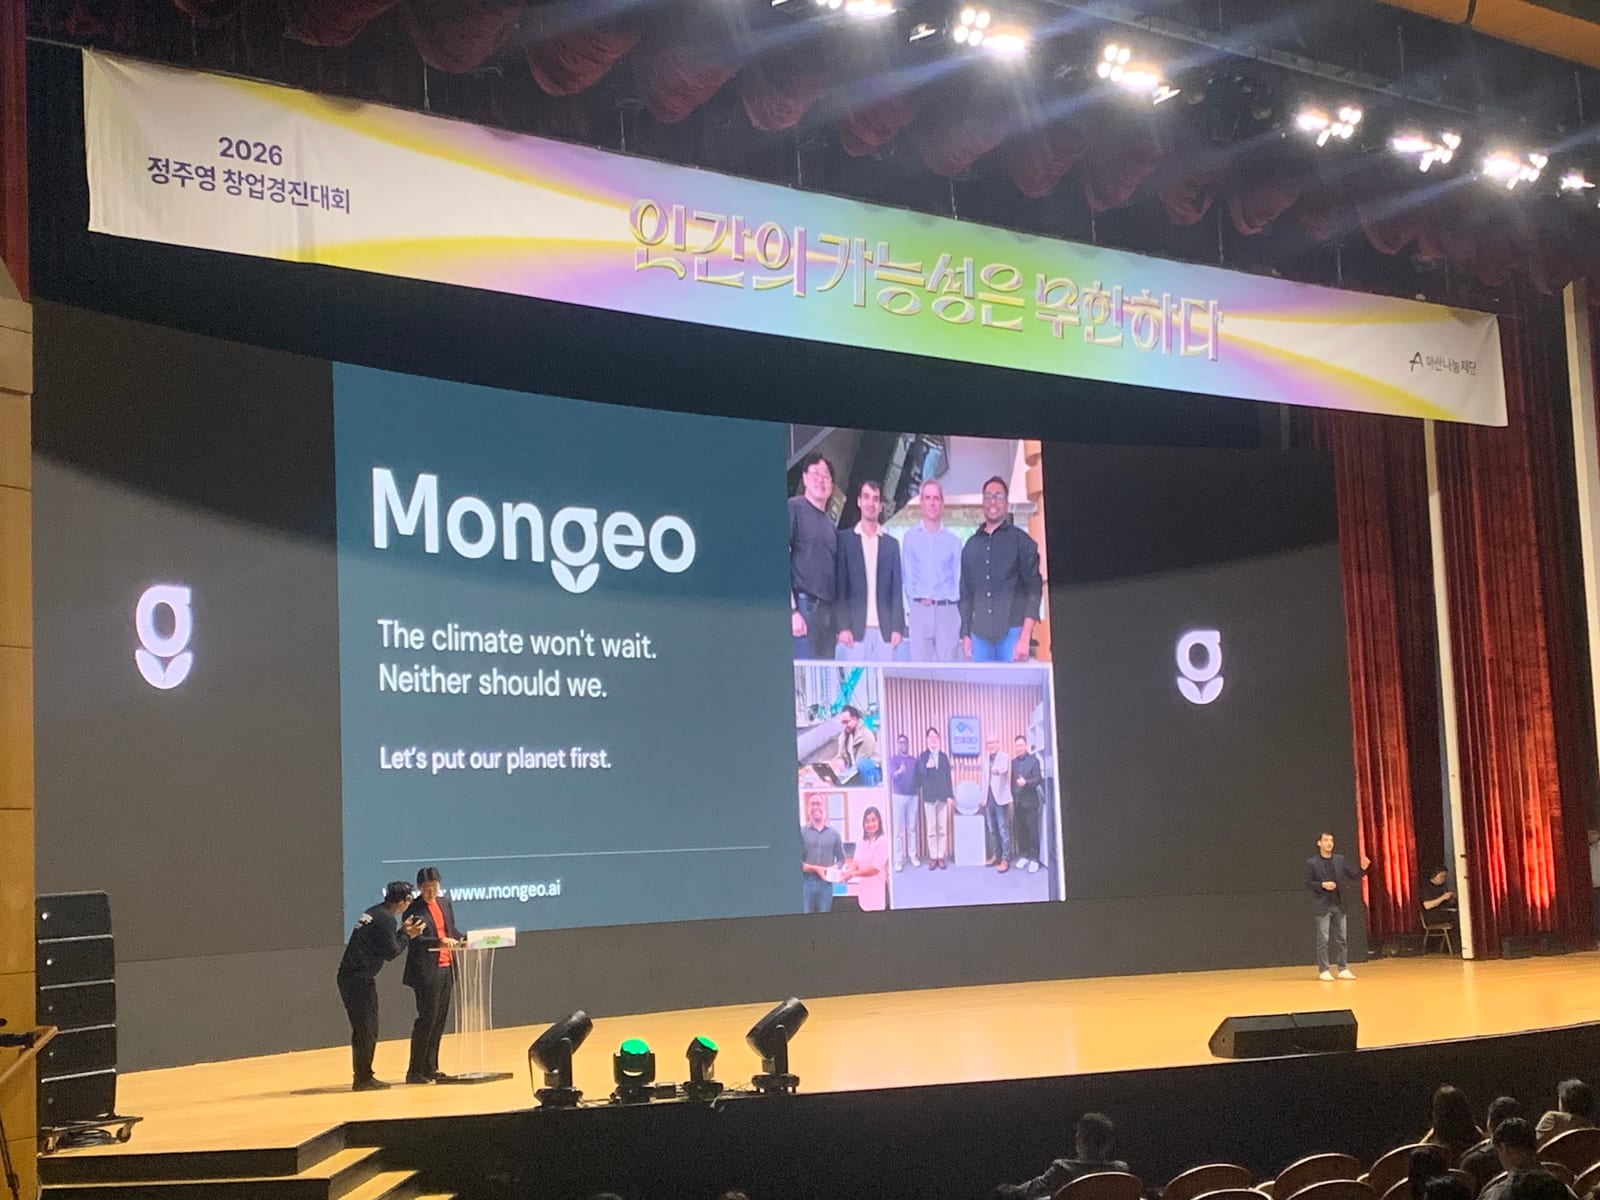 2026
정주영 창업경진대회
인간의 가능성은 무한하다
아산나눔재단
Mongeo
The climate won't wait.
Neither should we.
Let's put our planet first.
www.mongeo.ai
g
g